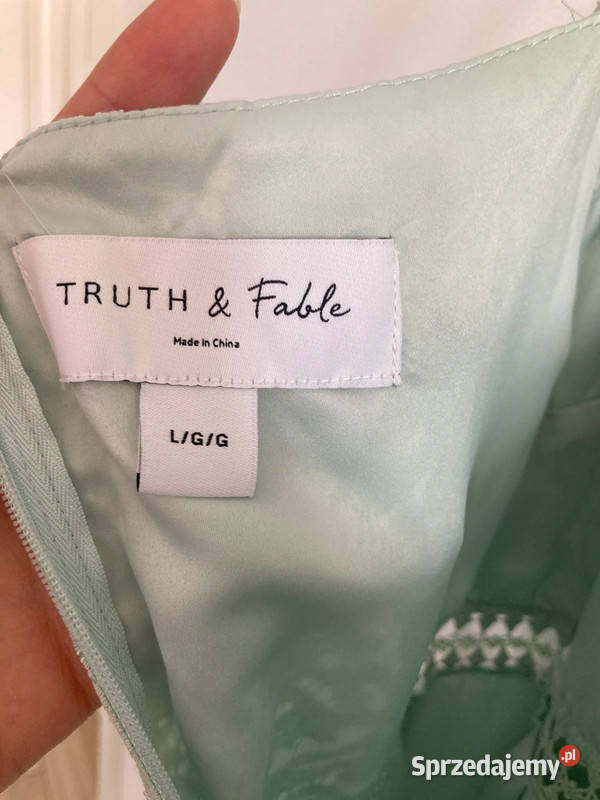 TRUTH & Fable
Made In China
L/G/G
Sprzedajemy.pl